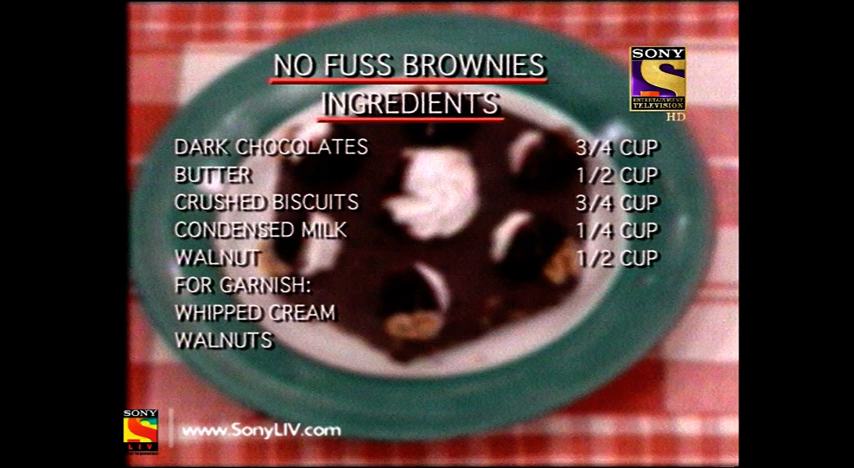 NO FUSS BROWNIES
INGREDIENTS
DARK CHOCOLATES 3/4 CUP
BUTTER 1/2 CUP
CRUSHED BISCUITS 3/4 CUP
CONDENSED MILK 1/4 CUP
WALNUT 1/2 CUP
FOR GARNISH:
WHIPPED CREAM
WALNUTS
SONY
ENTERTAINMENT
TELEVISION
HD
SONY
LIV
www.SonyLIV.com